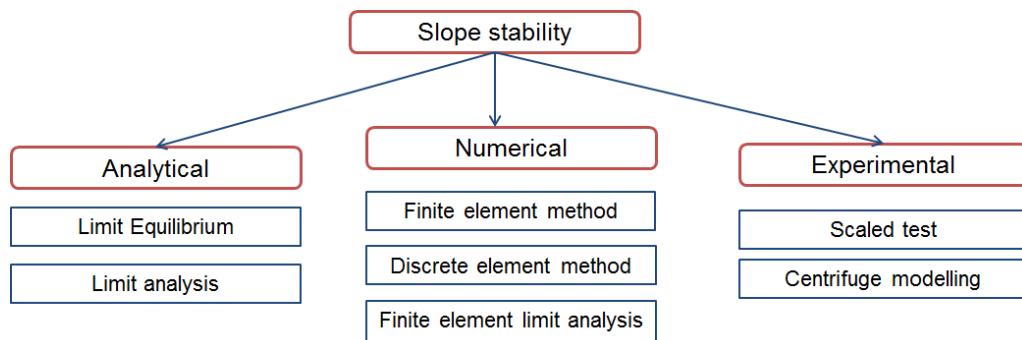 Slope stability
Analytical
Limit Equilibrium
Limit analysis
Numerical
Finite element method
Discrete element method
Finite element limit analysis
Experimental
Scaled test
Centrifuge modelling